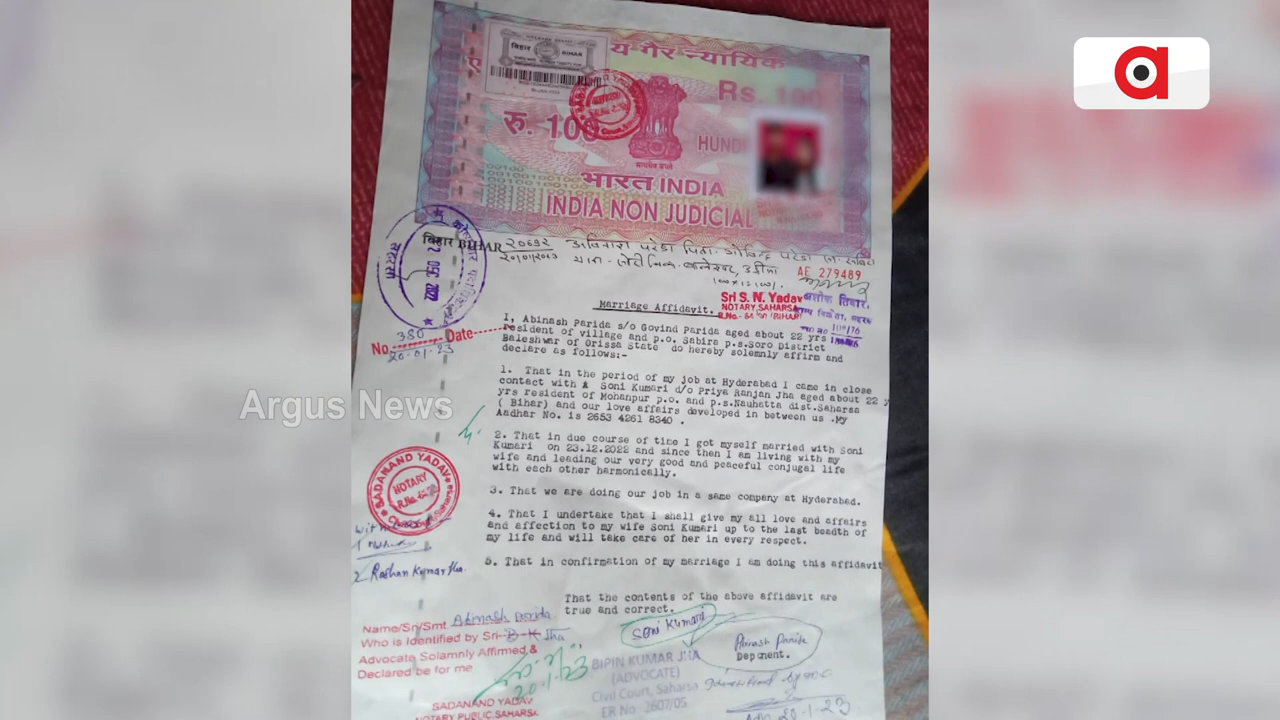 a
बिहार BIHAR
य गैर न्यायिक
Rs. 100
रु. 100
भारत INDIA
INDIA NON JUDICIAL
बिहार BIHAR
AE 279489
Sri S. N. Yadav
NOTARY SAHARSA
2 DEC 2022
No. 380 Date
20-01-23
Marriage Affidavit.
I, Abinash Parida s/o Govind Parida aged about 22 yrs
resident of village and p.o. Sabira p.s.Soro District
Baleshwar of Orissa State do hereby solemnly affirm and
declare as follows:-
1. That in the period of my job at Hyderabad I came in close
contact with Soni Kumari d/o Priya Ranjan Jha aged about 22 y
yrs resident of Mohanpur p.o. and p.s.Nauhatta dist.Saharsa
( Bihar) and our love affairs developed in between us .My
Aadhar No. is 2653 4261 8340 .
Argus News
2. That in due course of time I got myself married with Soni
Kumari on 23.12.2022 and since then I am living with my
wife and leading our very good and peaceful conjugal life
with each other harmonically.
SADANAND YADAV
NOTARY
3. That we are doing our job in a same company at Hyderabad.
4. That I undertake that I shall give my all love and affairs
and affection to my wife Soni Kumari up to the last beadth of
my life and will take care of her in every respect.
2 Rashan Kumar Jha
5. That in confirmation of my marriage I am doing this affidavit
That the contents of the above affidavit are
true and correct.
Name/Sri/Smt Abinash Parida
Who is Identified by Sri B K Jha
Advocate Solamnly Affirmed &
Declared be for me
20-1-23
SONI KUMARI
Abinash Parida
Deponent.
BIPIN KUMAR JHA
(ADVOCATE)
Civil Court, Saharsa
ER No.-2607/05
20-1-23
SADANAND YADAV
NOTARY PUBLIC SAHARSA